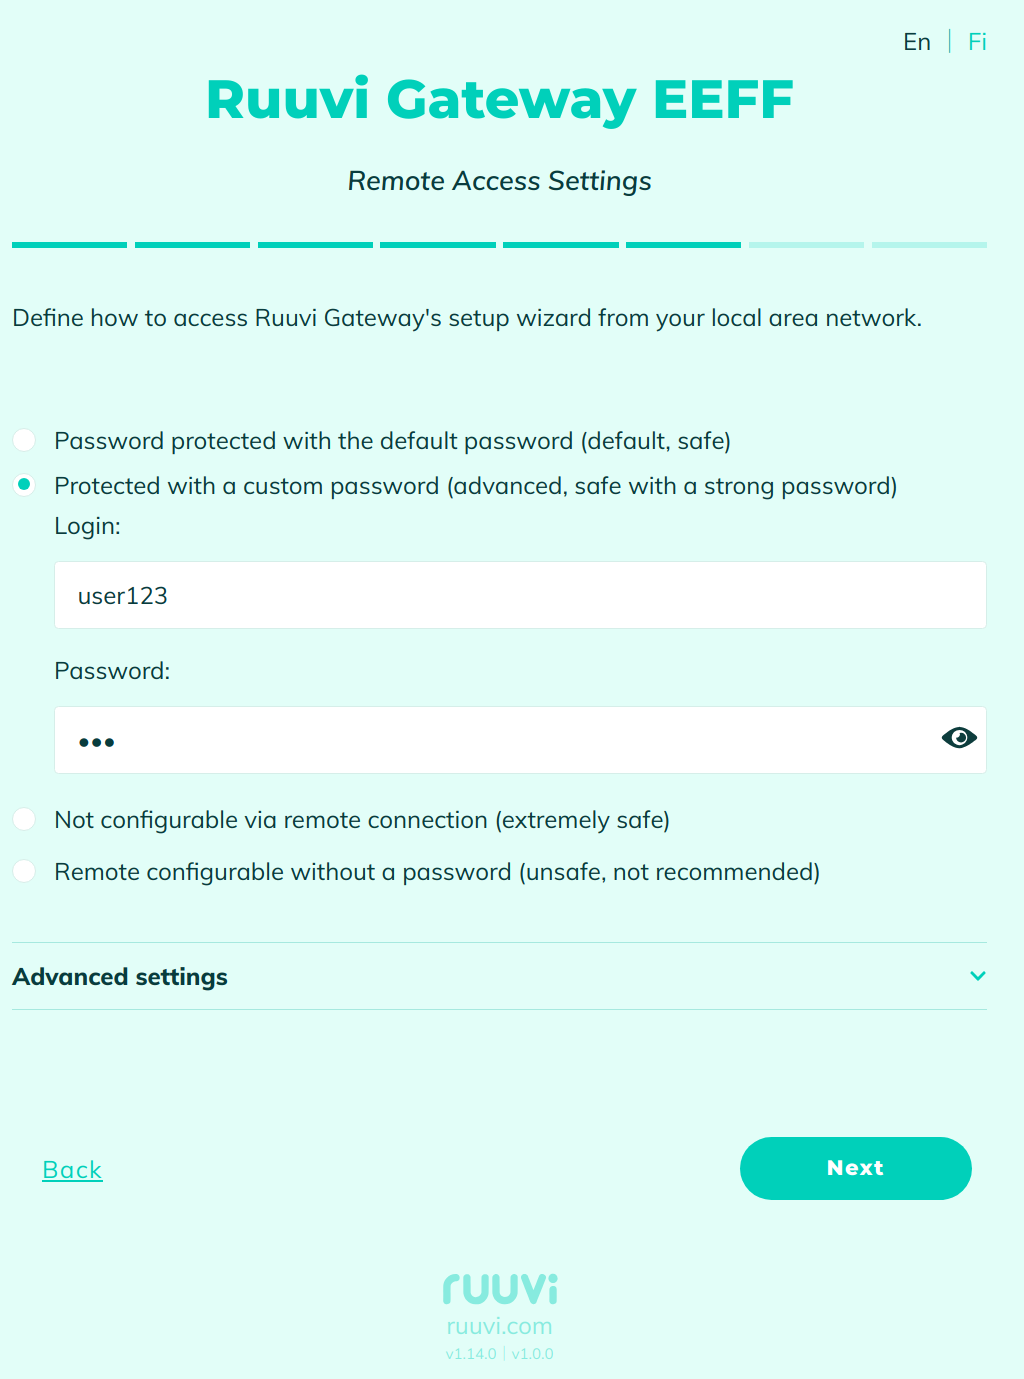 En | Fi
Ruuvi Gateway EEFF
Remote Access Settings
Define how to access Ruuvi Gateway's setup wizard from your local area network.
Password protected with the default password (default, safe)
Protected with a custom password (advanced, safe with a strong password)
Login:
user123
Password:
•••
Not configurable via remote connection (extremely safe)
Remote configurable without a password (unsafe, not recommended)
Advanced settings
Back
Next
ruuvi
ruuvi.com
v1.14.0 | v1.0.0